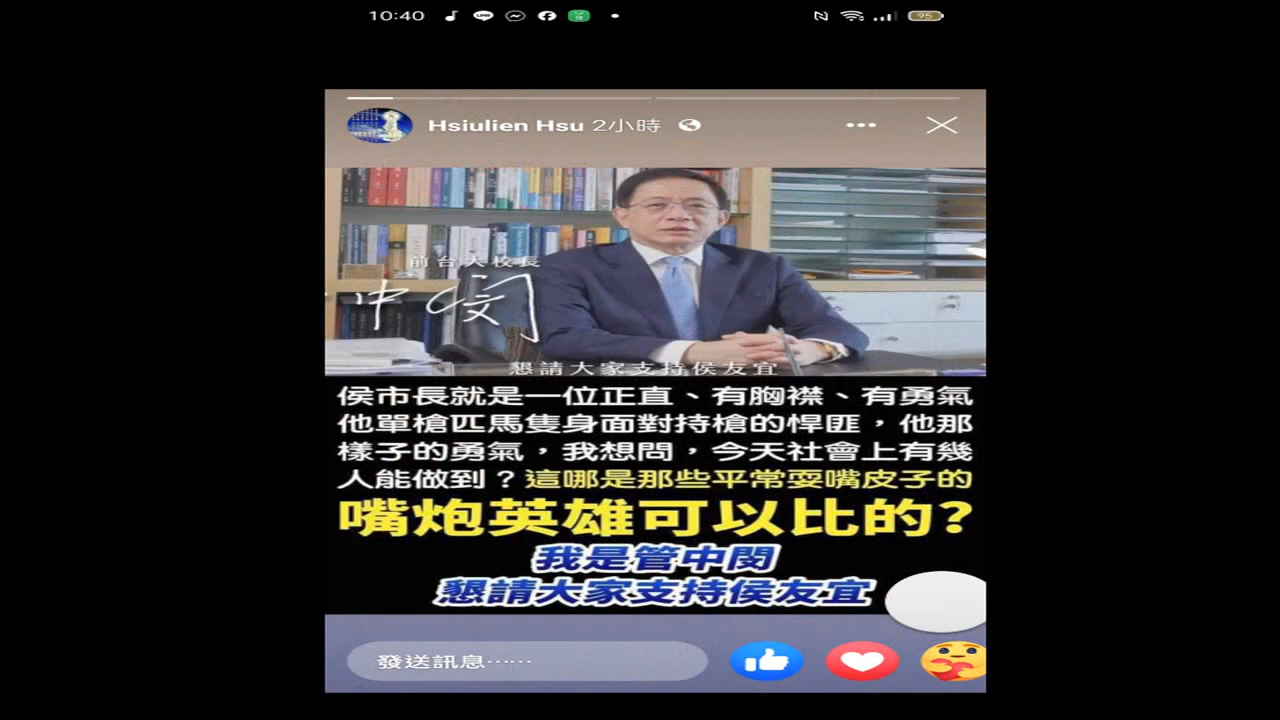 10:40
95
Hsiulien Hsu 2小時
前台大校長
中閔
懇請大家支持侯友宜
侯市長就是一位正直、有胸襟、有勇氣
他單槍匹馬隻身面對持槍的悍匪，他那
樣子的勇氣，我想問，今天社會上有幾
人能做到？這哪是那些平常耍嘴皮子的
嘴炮英雄可以比的？
我是管中閔
懇請大家支持侯友宜
發送訊息……